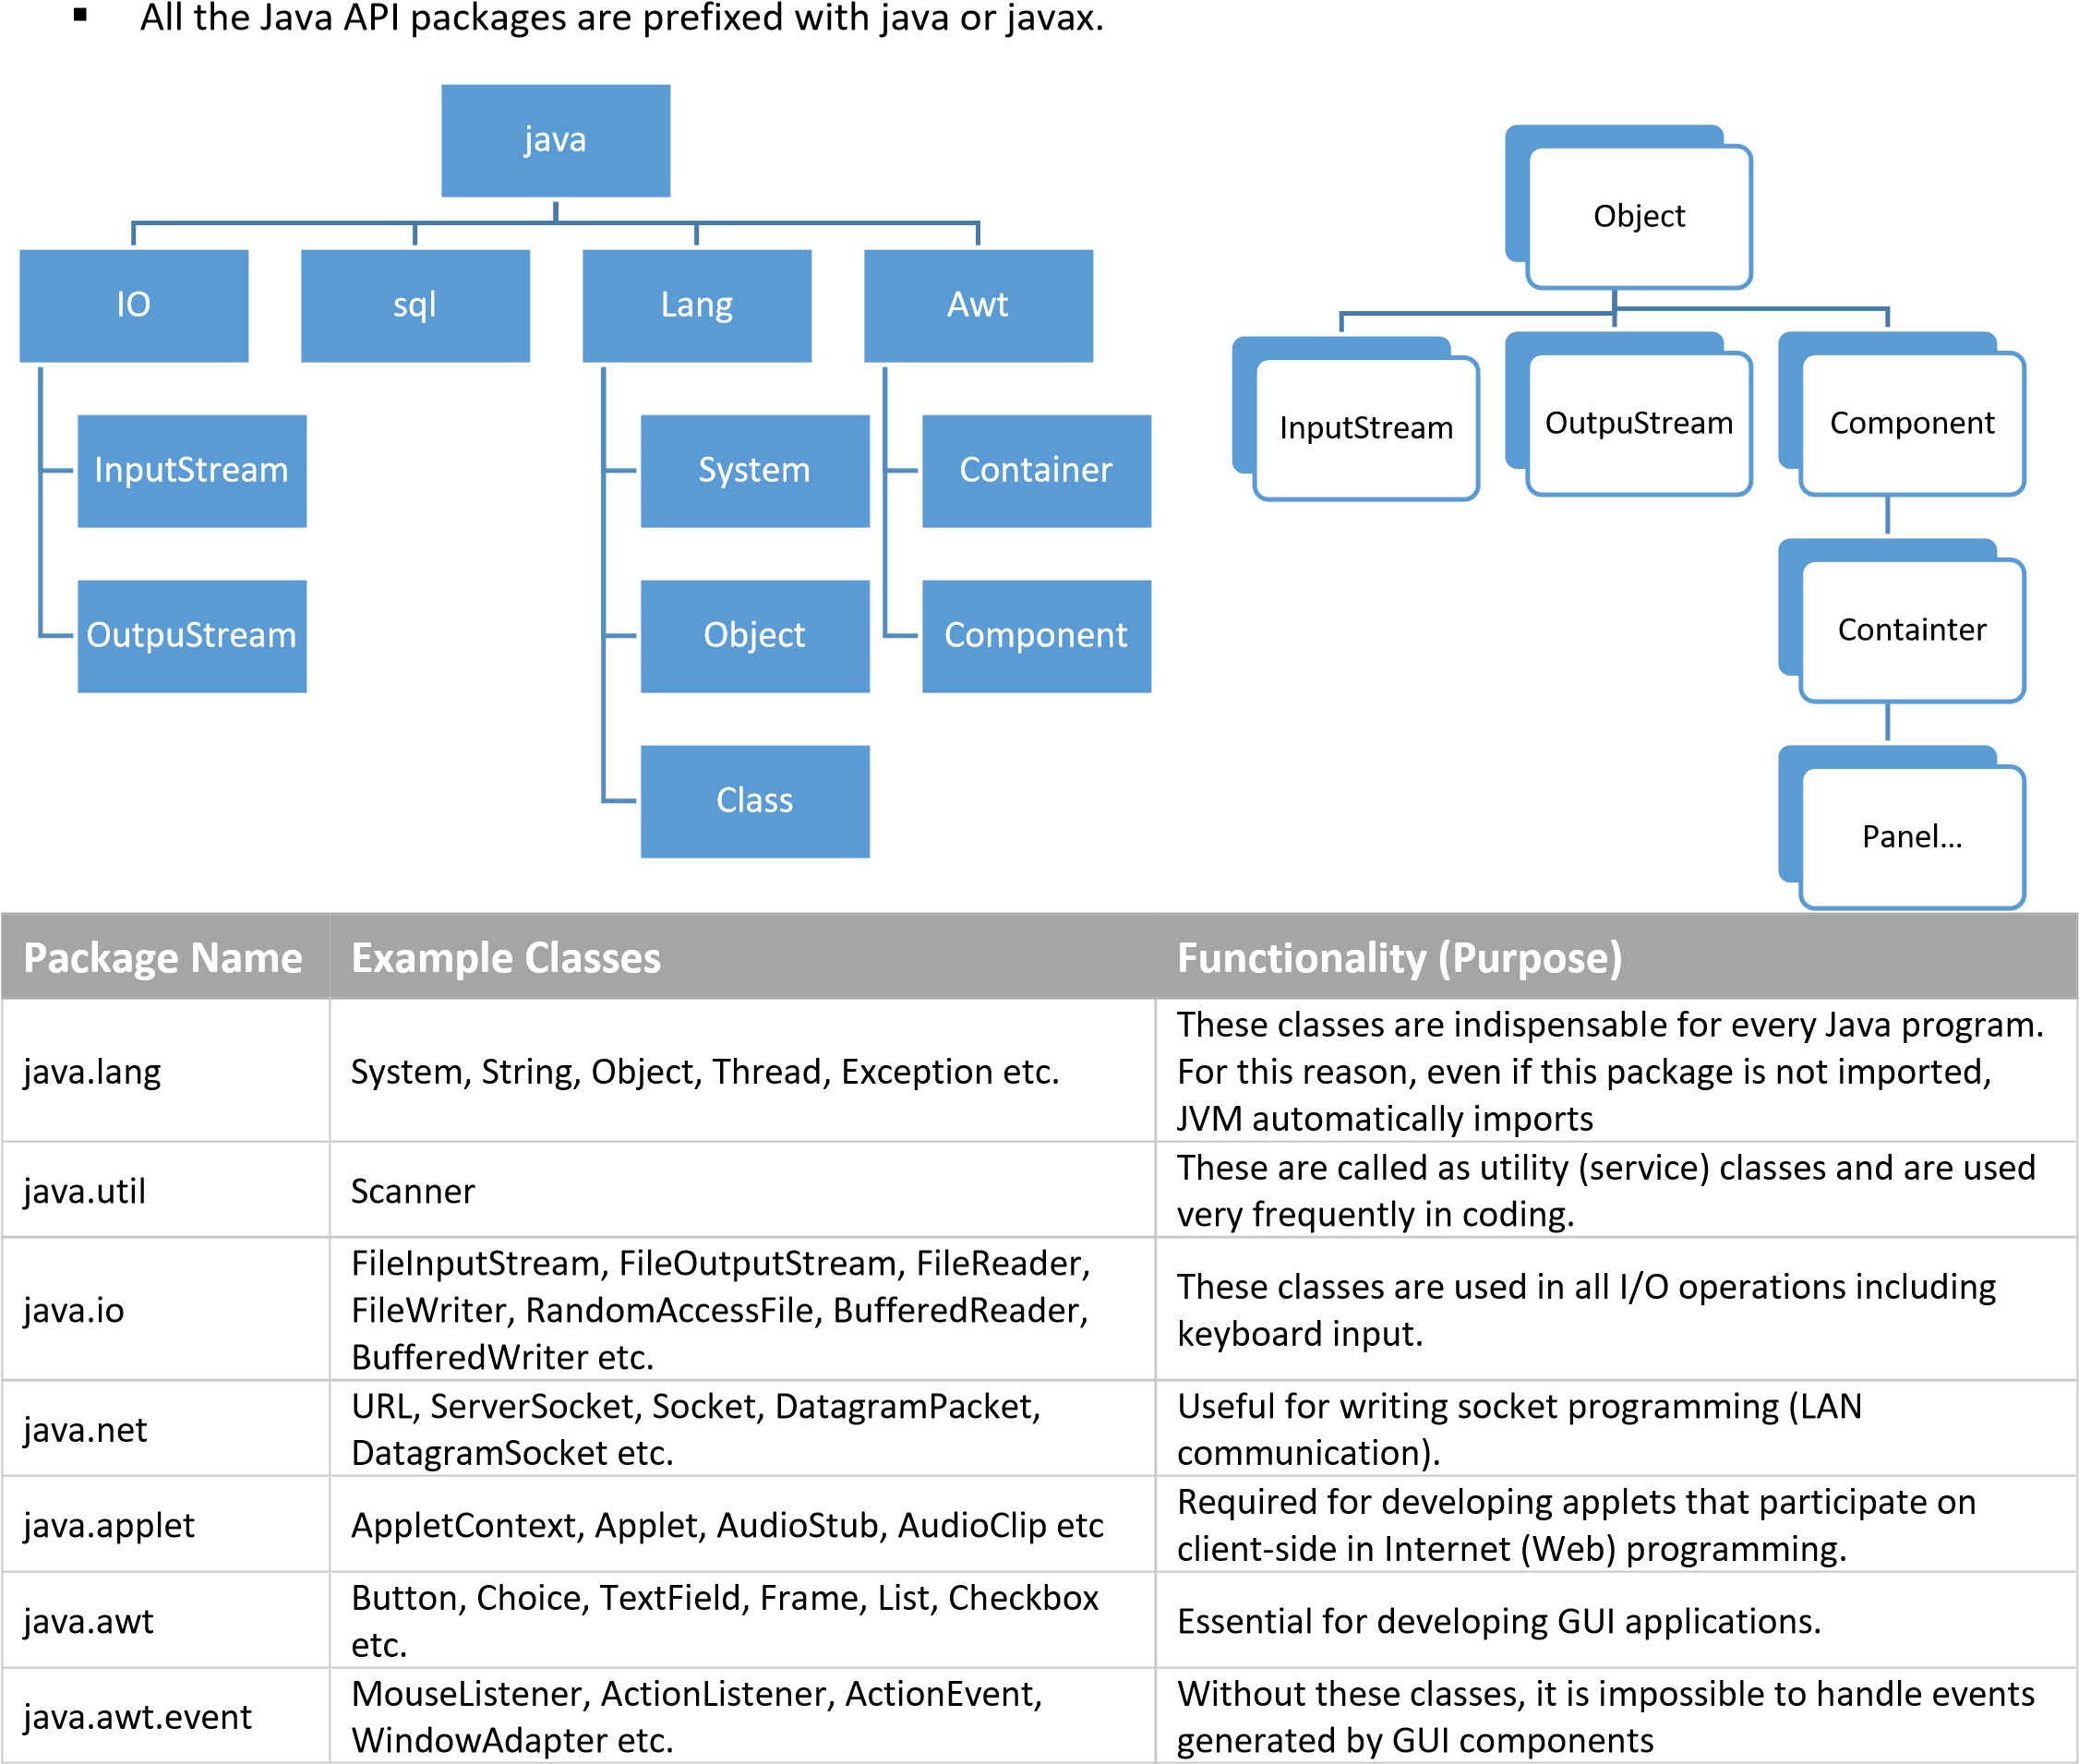 ▪ All the Java API packages are prefixed with java or javax.
java
IO
sql
Lang
Awt
InputStream
System
Container
OutpuStream
Object
Component
Class
Object
InputStream
OutpuStream
Component
Containter
Panel...
Package Name
Example Classes
Functionality (Purpose)
java.lang
System, String, Object, Thread, Exception etc.
These classes are indispensable for every Java program.
For this reason, even if this package is not imported,
JVM automatically imports
java.util
Scanner
These are called as utility (service) classes and are used
very frequently in coding.
java.io
FileInputStream, FileOutputStream, FileReader,
FileWriter, RandomAccessFile, BufferedReader,
BufferedWriter etc.
These classes are used in all I/O operations including
keyboard input.
java.net
URL, ServerSocket, Socket, DatagramPacket,
DatagramSocket etc.
Useful for writing socket programming (LAN
communication).
java.applet
AppletContext, Applet, AudioStub, AudioClip etc
Required for developing applets that participate on
client-side in Internet (Web) programming.
java.awt
Button, Choice, TextField, Frame, List, Checkbox
etc.
Essential for developing GUI applications.
java.awt.event
MouseListener, ActionListener, ActionEvent,
WindowAdapter etc.
Without these classes, it is impossible to handle events
generated by GUI components